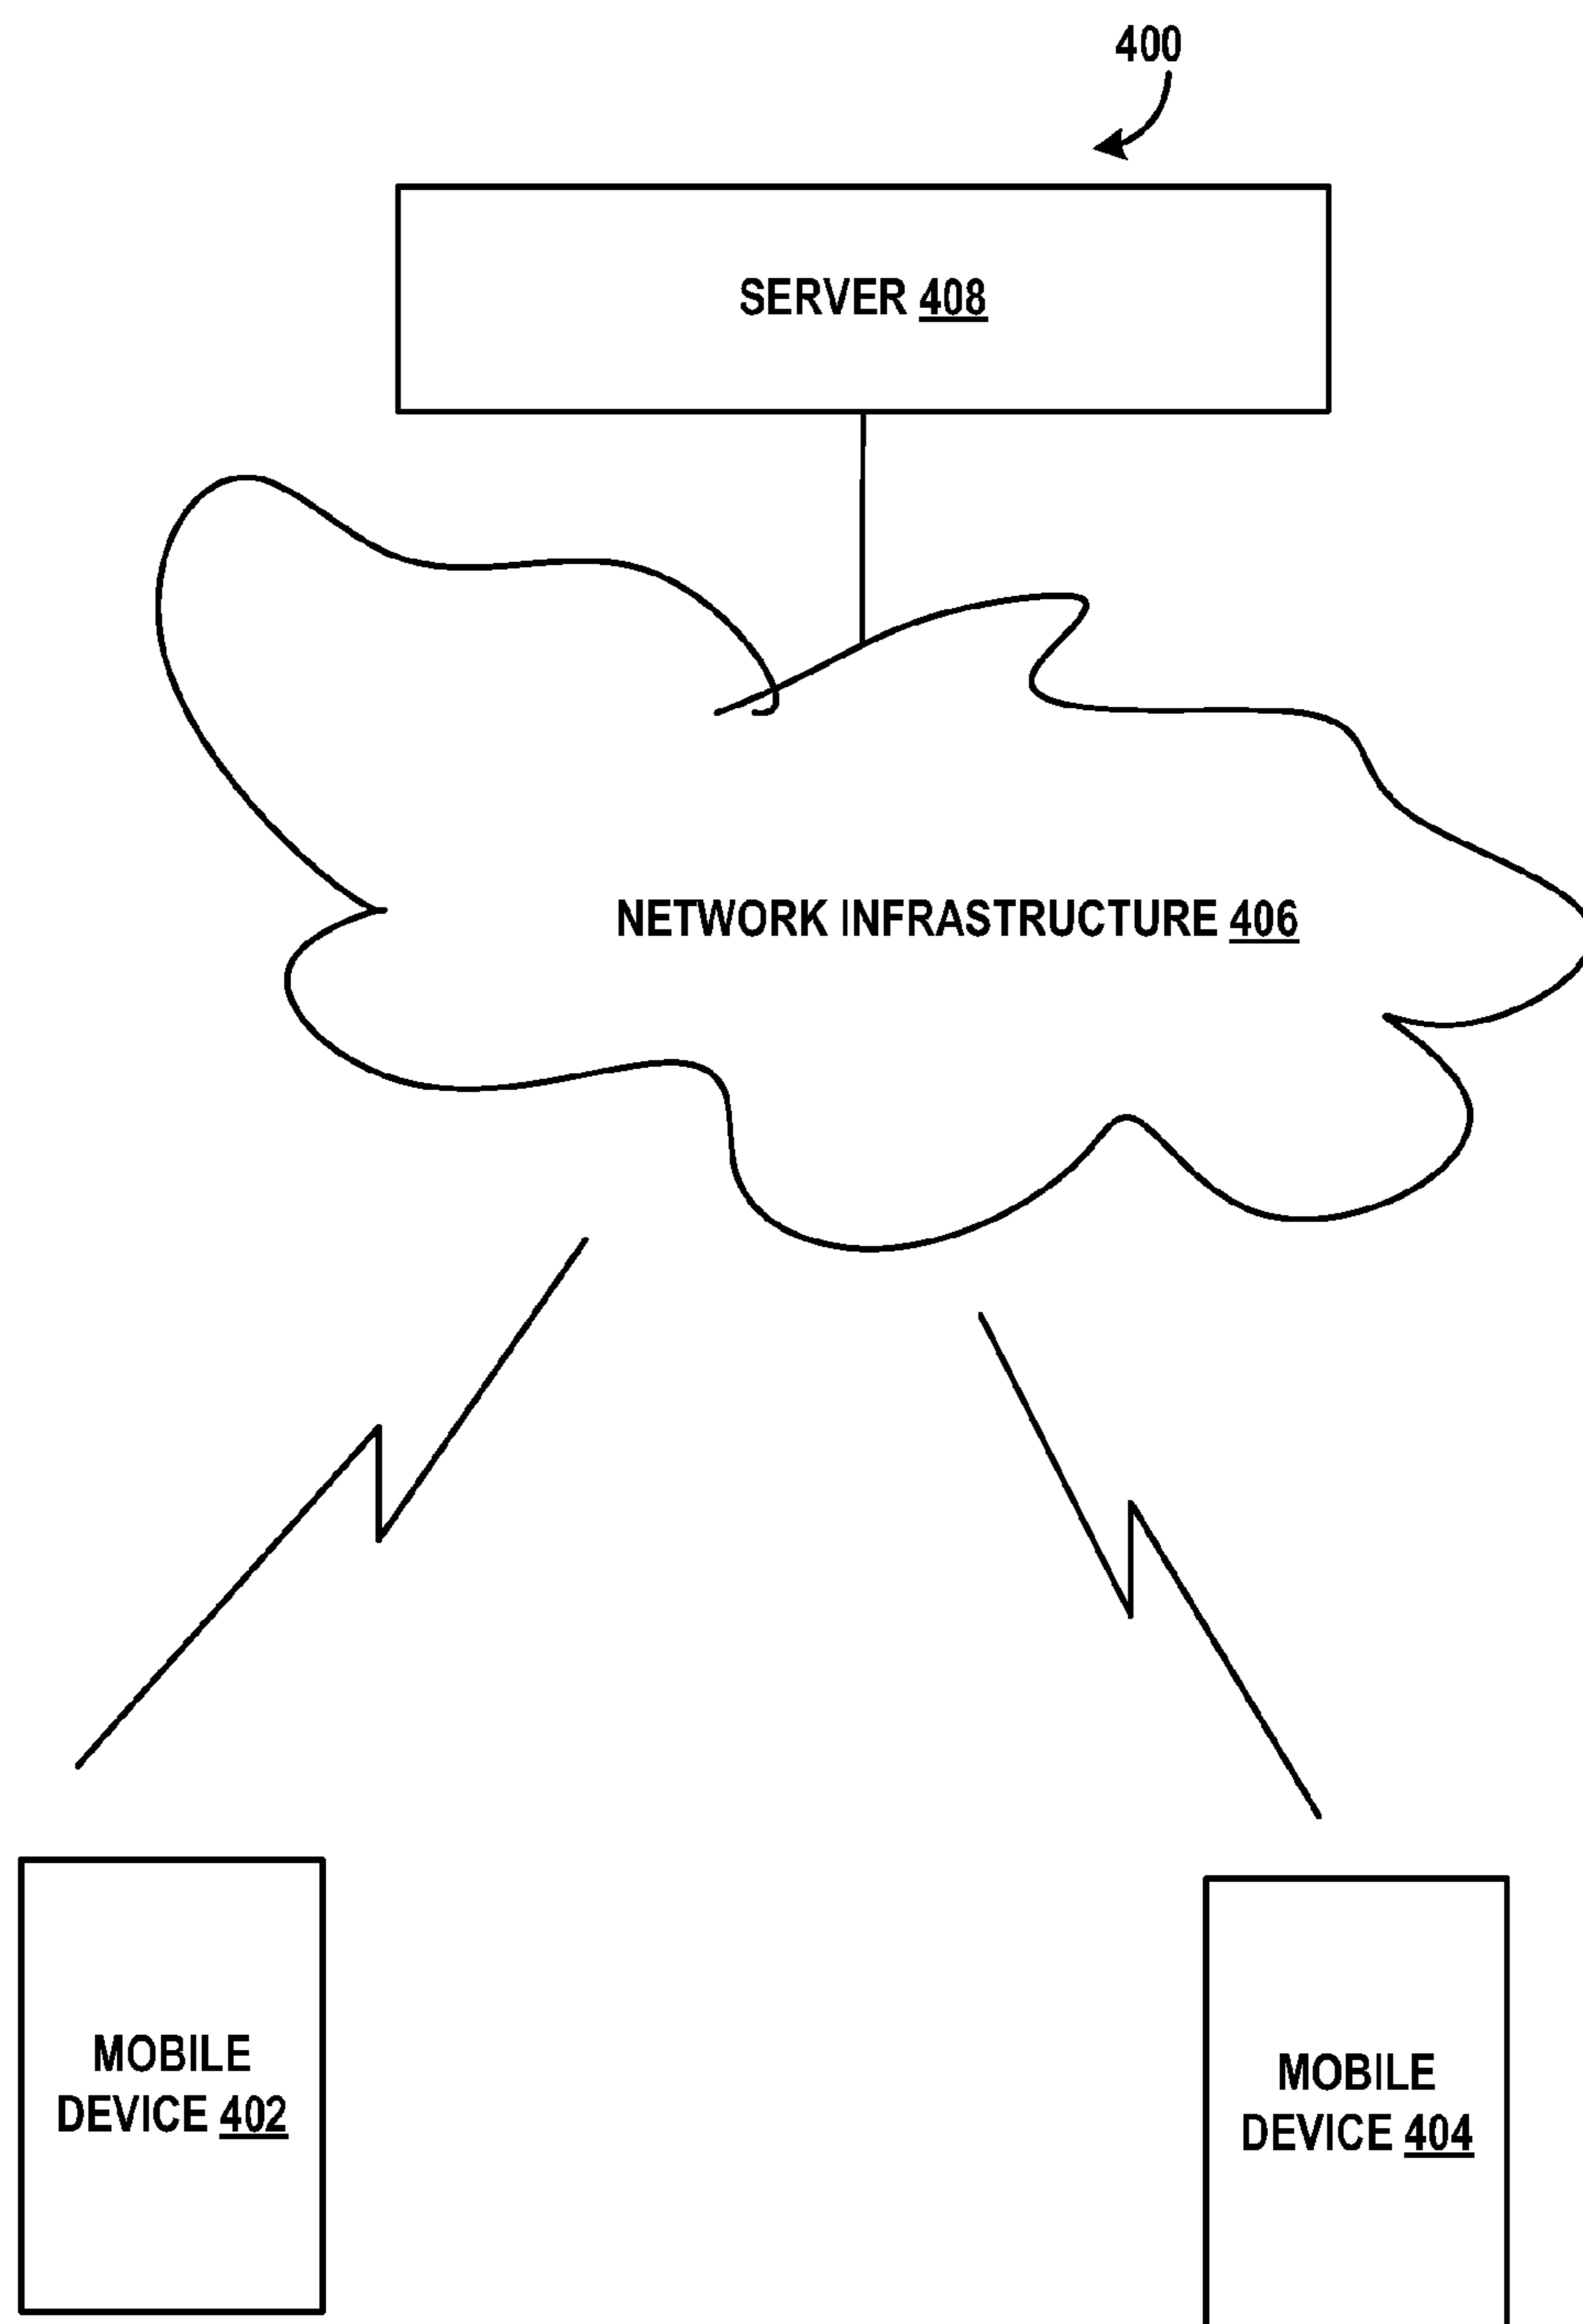 400
SERVER 408
NETWORK INFRASTRUCTURE 406
MOBILE
DEVICE 402
MOBILE
DEVICE 404